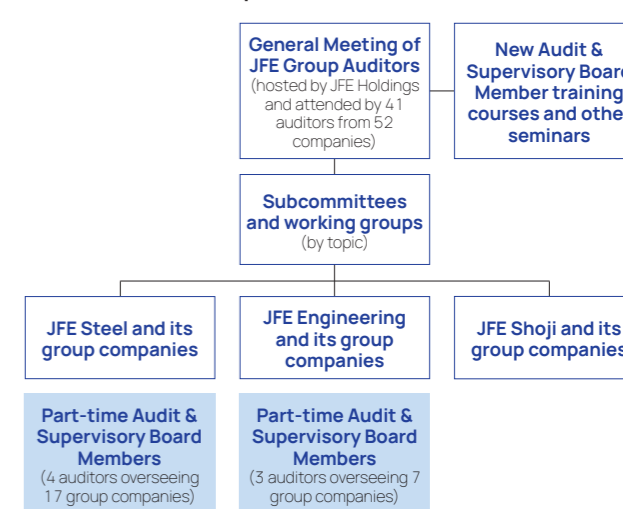 General Meeting of
JFE Group Auditors
(hosted by JFE Holdings
and attended by 41
auditors from 52
companies)
New Audit &
Supervisory Board
Member training
courses and other
seminars
Subcommittees
and working groups
(by topic)
JFE Steel and its
group companies
JFE Engineering
and its group
companies
JFE Shoji and its
group companies
Part-time Audit &
Supervisory Board
Members
(4 auditors overseeing
17 group companies)
Part-time Audit &
Supervisory Board
Members
(3 auditors overseeing 7
group companies)